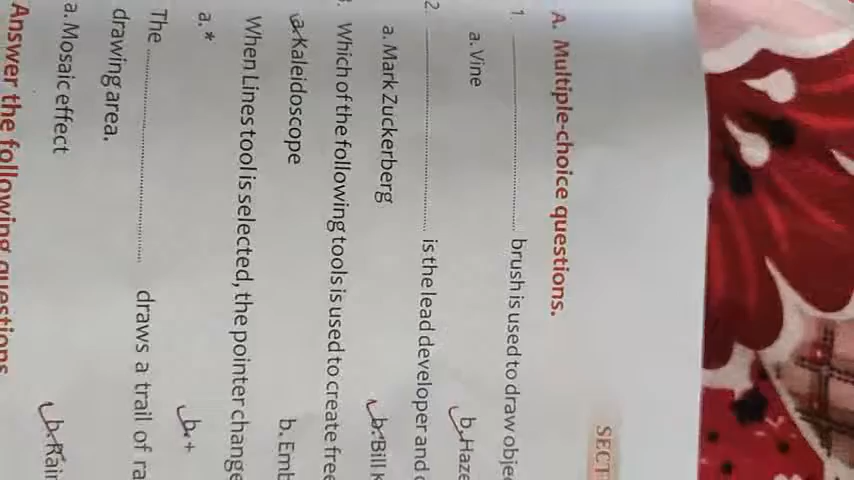 SECT
A. Multiple-choice questions.
1. ........ brush is used to draw obje
a. Vine b. Haze
2. ........ is the lead developer and
a. Mark Zuckerberg b. Bill K
Which of the following tools is used to create free
a. Kaleidoscope b. Emb
When Lines tool is selected, the pointer change
a. * b. +
The ........ draws a trail of ra
drawing area.
a. Mosaic effect b. Rain
Answer the following questions